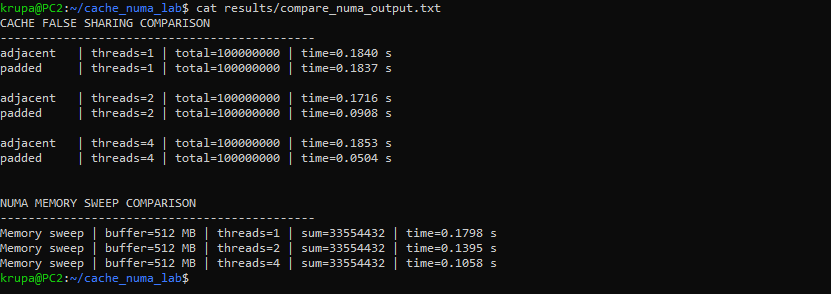 krupa@PC2:~/cache_numa_lab$ cat results/compare_numa_output.txt
CACHE FALSE SHARING COMPARISON
---------------------------------------------
adjacent   | threads=1 | total=100000000 | time=0.1840 s
padded     | threads=1 | total=100000000 | time=0.1837 s

adjacent   | threads=2 | total=100000000 | time=0.1716 s
padded     | threads=2 | total=100000000 | time=0.0908 s

adjacent   | threads=4 | total=100000000 | time=0.1853 s
padded     | threads=4 | total=100000000 | time=0.0504 s


NUMA MEMORY SWEEP COMPARISON
---------------------------------------------
Memory sweep | buffer=512 MB | threads=1 | sum=33554432 | time=0.1798 s
Memory sweep | buffer=512 MB | threads=2 | sum=33554432 | time=0.1395 s
Memory sweep | buffer=512 MB | threads=4 | sum=33554432 | time=0.1058 s
krupa@PC2:~/cache_numa_lab$